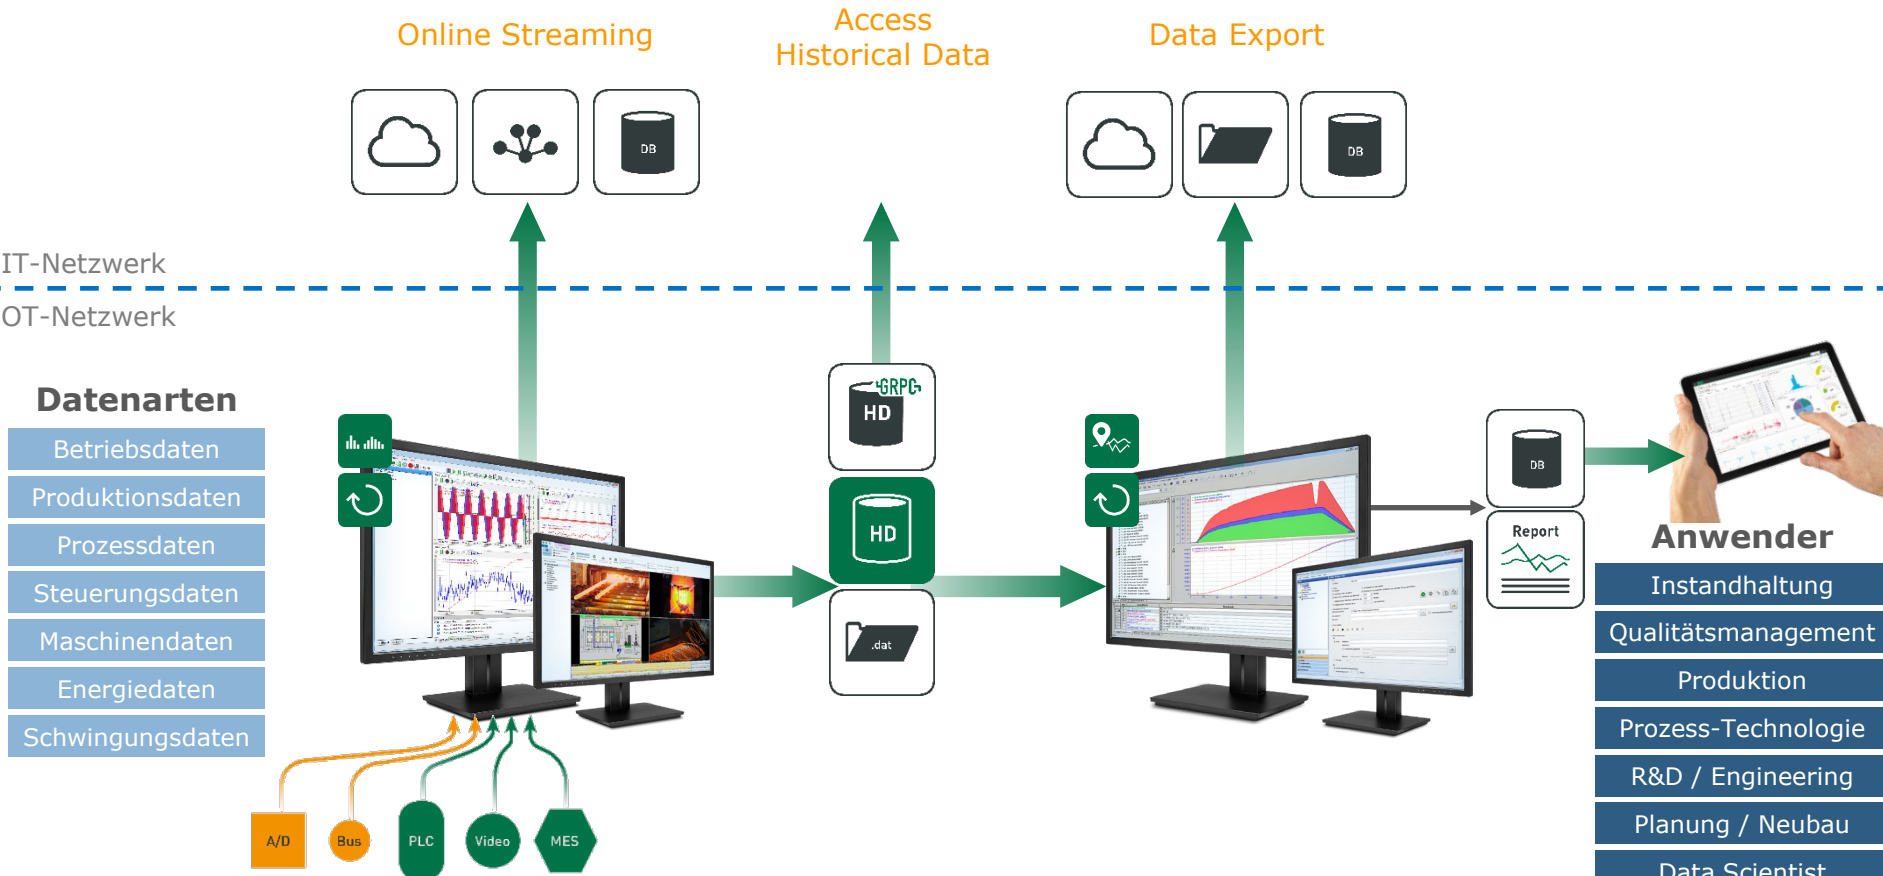 Online Streaming
Access
Historical Data
Data Export
DB
DB
IT-Netzwerk
OT-Netzwerk
Datenarten
Betriebsdaten
Produktionsdaten
Prozessdaten
Steuerungsdaten
Maschinendaten
Energiedaten
Schwingungsdaten
A/D
Bus
PLC
Video
MES
GRPC
HD
HD
.dat
DB
Report
Anwender
Instandhaltung
Qualitätsmanagement
Produktion
Prozess-Technologie
R&D / Engineering
Planung / Neubau
Data Scientist